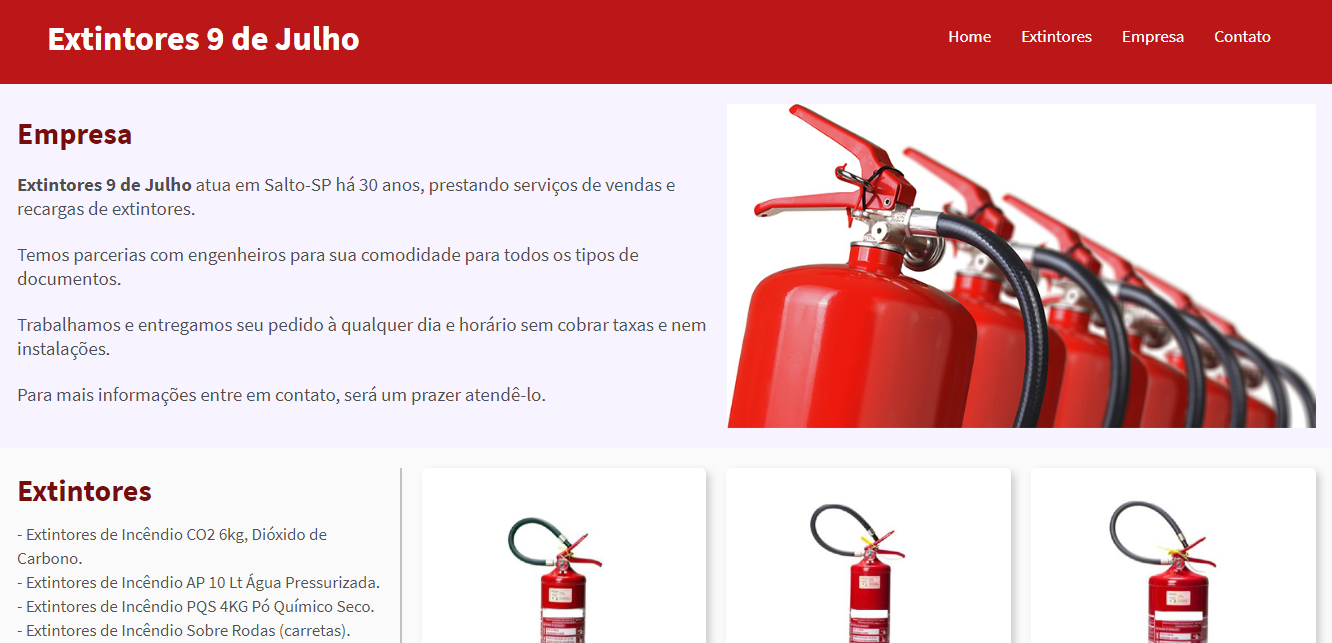 Extintores 9 de Julho
Home Extintores Empresa Contato
Empresa
Extintores 9 de Julho atua em Salto-SP há 30 anos, prestando serviços de vendas e
recargas de extintores.
Temos parcerias com engenheiros para sua comodidade para todos os tipos de
documentos.
Trabalhamos e entregamos seu pedido à qualquer dia e horário sem cobrar taxas e nem
instalações.
Para mais informações entre em contato, será um prazer atendê-lo.
Extintores
- Extintores de Incêndio CO2 6kg, Dióxido de
Carbono.
- Extintores de Incêndio AP 10 Lt Água Pressurizada.
- Extintores de Incêndio PQS 4KG Pó Químico Seco.
- Extintores de Incêndio Sobre Rodas (carretas).